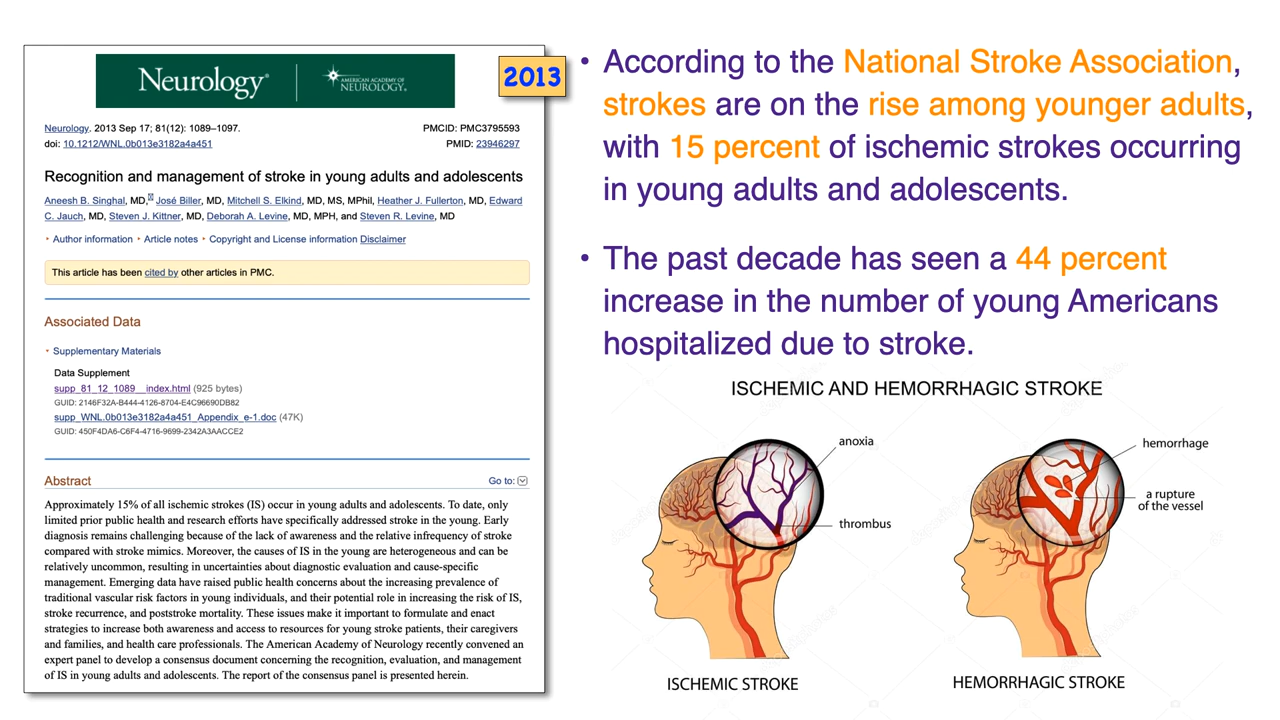 Neurology®
AMERICAN ACADEMY OF
NEUROLOGY®
2013
Neurology. 2013 Sep 17; 81(12): 1089–1097.
PMCID: PMC3795593
doi: 10.1212/WNL.0b013e3182a4a451
PMID: 23946297
Recognition and management of stroke in young adults and adolescents
Aneesh B. Singhal, MD, José Biller, MD, Mitchell S. Elkind, MD, MS, MPhil, Heather J. Fullerton, MD, Edward
C. Jauch, MD, Steven J. Kittner, MD, Deborah A. Levine, MD, MPH, and Steven R. Levine, MD
• Author information • Article notes • Copyright and License information Disclaimer
This article has been cited by other articles in PMC.
Associated Data
• Supplementary Materials
Data Supplement
supp_81_12_1089__index.html (925 bytes)
GUID: 2146F32A-B444-4126-8704-E4C96690DB82
supp_WNL.0b013e3182a4a451_Appendix_e-1.doc (47K)
GUID: 450F4DA6-C6F4-4716-9699-2342A3AACCE2
Abstract
Go to:
Approximately 15% of all ischemic strokes (IS) occur in young adults and adolescents. To date, only
limited prior public health and research efforts have specifically addressed stroke in the young. Early
diagnosis remains challenging because of the lack of awareness and the relative infrequency of stroke
compared with stroke mimics. Moreover, the causes of IS in the young are heterogeneous and can be
relatively uncommon, resulting in uncertainties about diagnostic evaluation and cause-specific
management. Emerging data have raised public health concerns about the increasing prevalence of
traditional vascular risk factors in young individuals, and their potential role in increasing the risk of IS,
stroke recurrence, and poststroke mortality. These issues make it important to formulate and enact
strategies to increase both awareness and access to resources for young stroke patients, their caregivers
and families, and health care professionals. The American Academy of Neurology recently convened an
expert panel to develop a consensus document concerning the recognition, evaluation, and management
of IS in young adults and adolescents. The report of the consensus panel is presented herein.
• According to the National Stroke Association,
strokes are on the rise among younger adults,
with 15 percent of ischemic strokes occurring
in young adults and adolescents.
• The past decade has seen a 44 percent
increase in the number of young Americans
hospitalized due to stroke.
ISCHEMIC AND HEMORRHAGIC STROKE
anoxia
thrombus
ISCHEMIC STROKE
hemorrhage
a rupture
of the vessel
HEMORRHAGIC STROKE